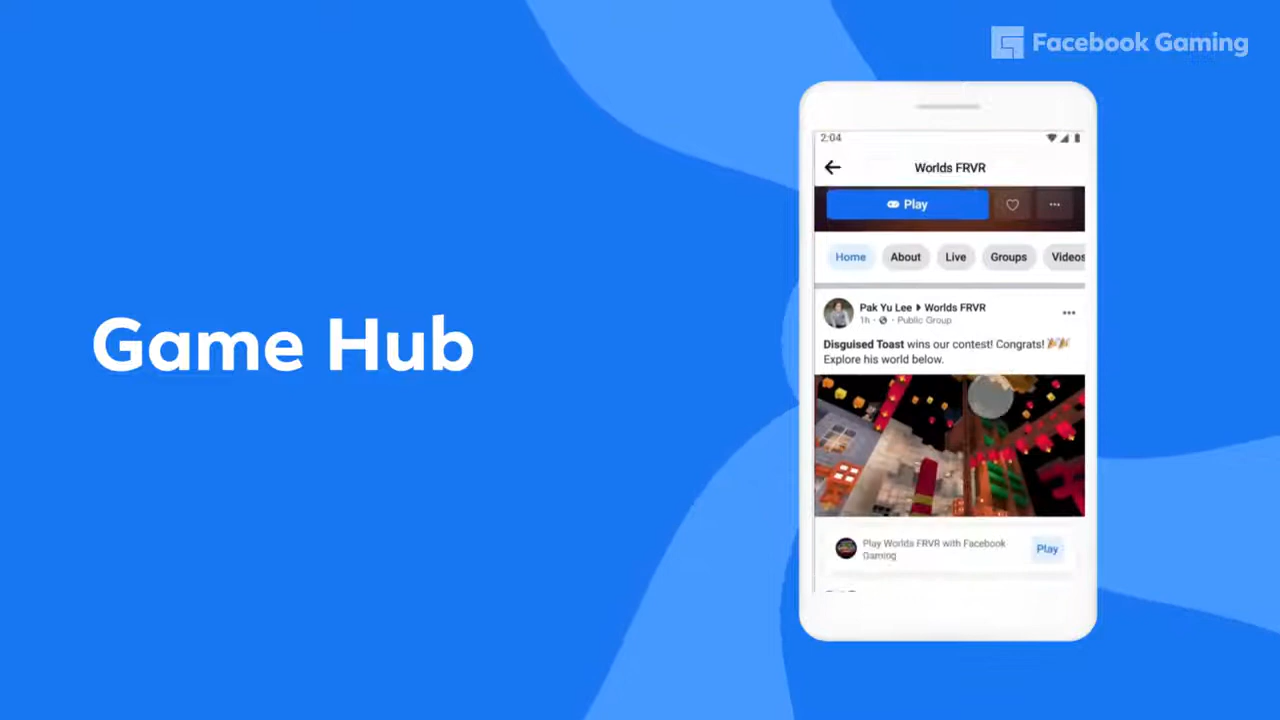 Facebook Gaming
Game Hub
2:04
Worlds FRVR
Play
Home About Live Groups Videos
Pak Yu Lee Worlds FRVR
1h · Public Group
Disguised Toast wins our contest! Congrats! 🎉🎉
Explore his world below.
Play Worlds FRVR with Facebook
Gaming
Play